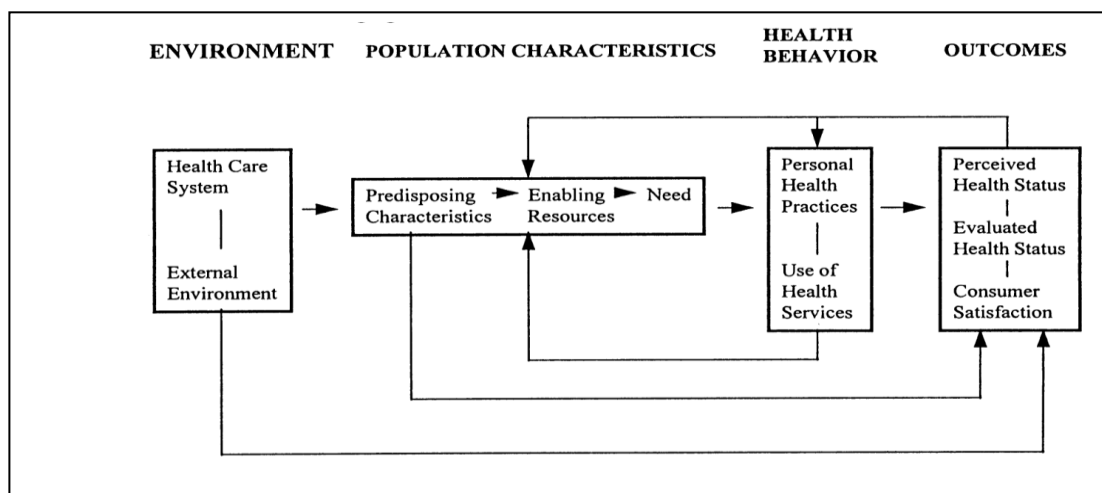 ENVIRONMENT
POPULATION CHARACTERISTICS
HEALTH
BEHAVIOR
OUTCOMES
Health Care
System
External
Environment
Predisposing
Characteristics
Enabling
Resources
Need
Personal
Health
Practices
Use of
Health
Services
Perceived
Health Status
Evaluated
Health Status
Consumer
Satisfaction